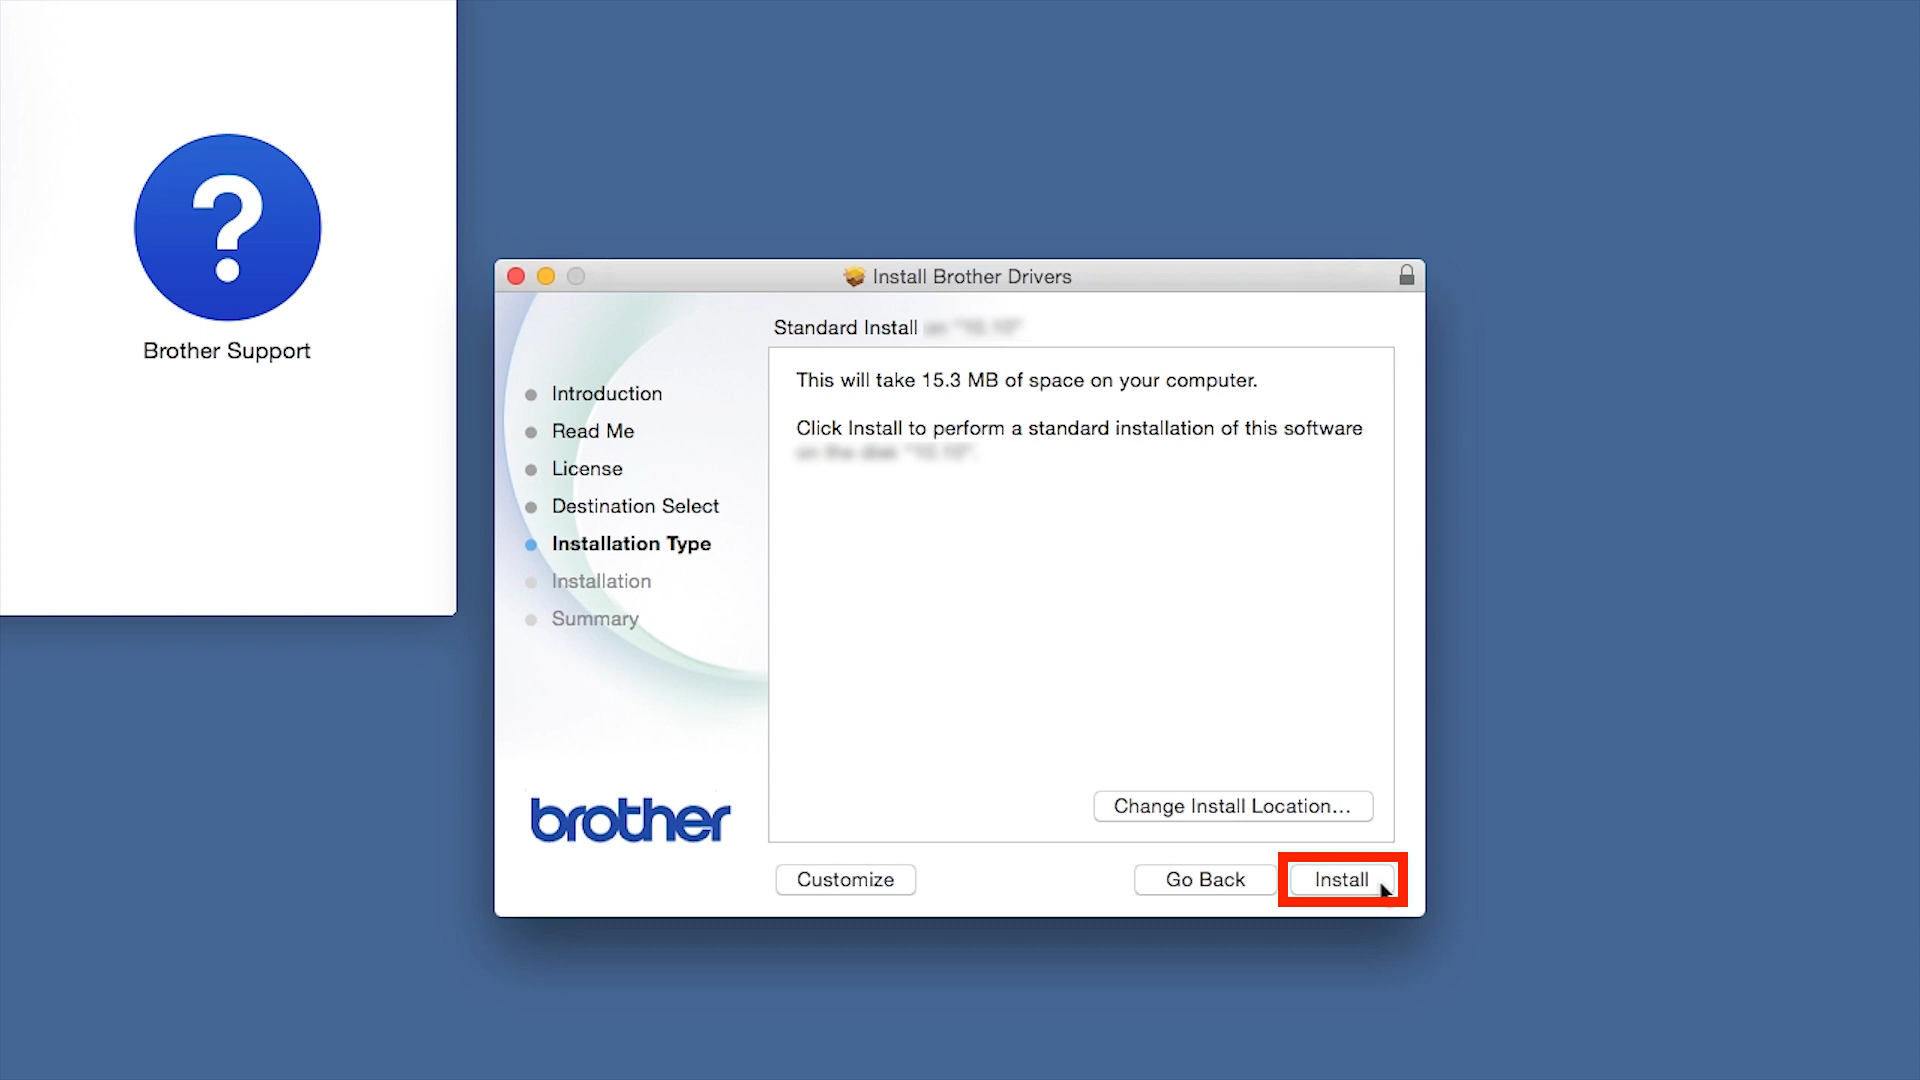 ?
Brother Support
Install Brother Drivers
Standard Install
This will take 15.3 MB of space on your computer.
Click Install to perform a standard installation of this software
Introduction
Read Me
License
Destination Select
Installation Type
Installation
Summary
brother
Change Install Location...
Customize
Go Back
Install